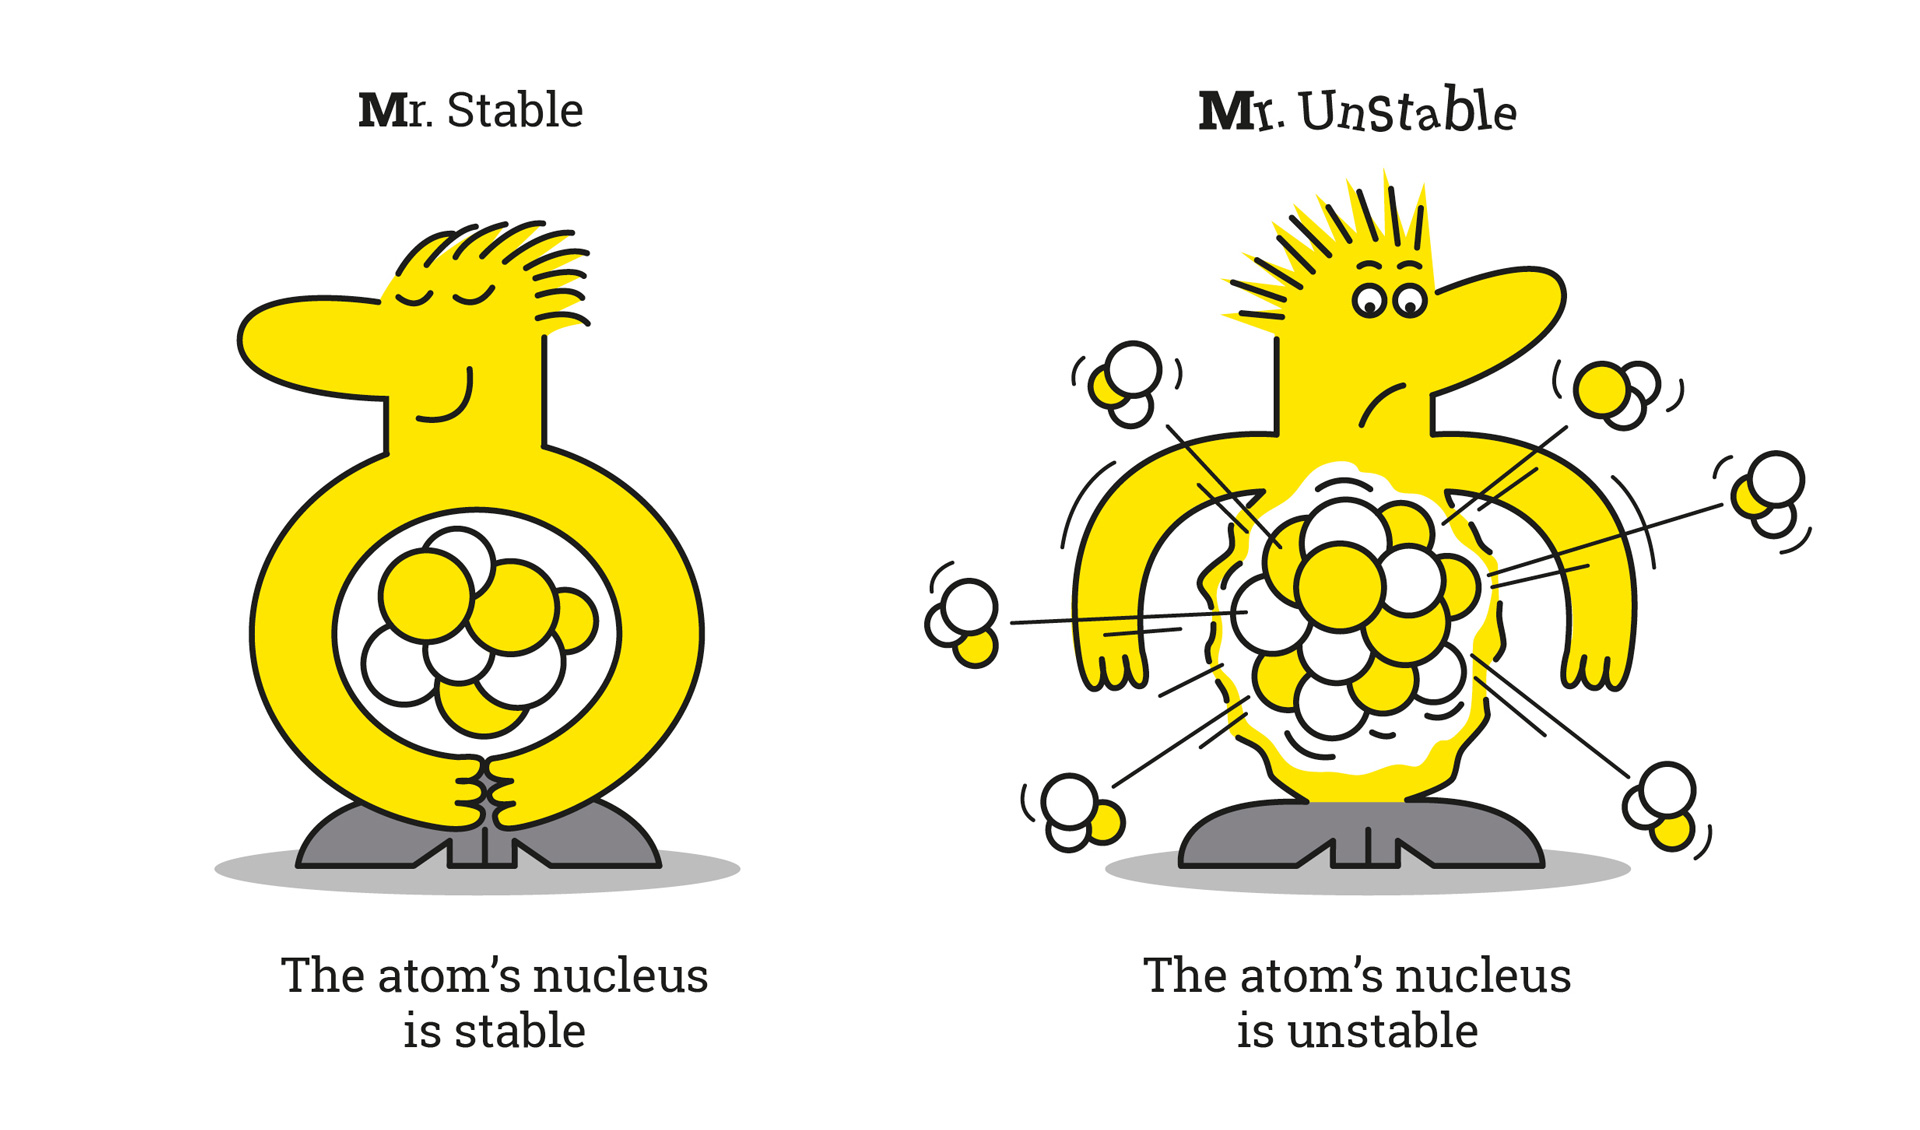 Mr. Stable
Mr. Unstable
The atom’s nucleus
is stable
The atom’s nucleus
is unstable